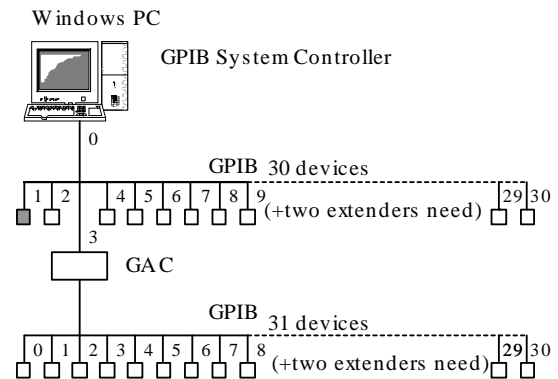 Windows PC
GPIB System Controller
0
GPIB 30 devices
1 2 4 5 6 7 8 9 29 30
(+two extenders need)
3
GAC
GPIB
31 devices
0 1 2 3 4 5 6 7 8 29 30
(+two extenders need)